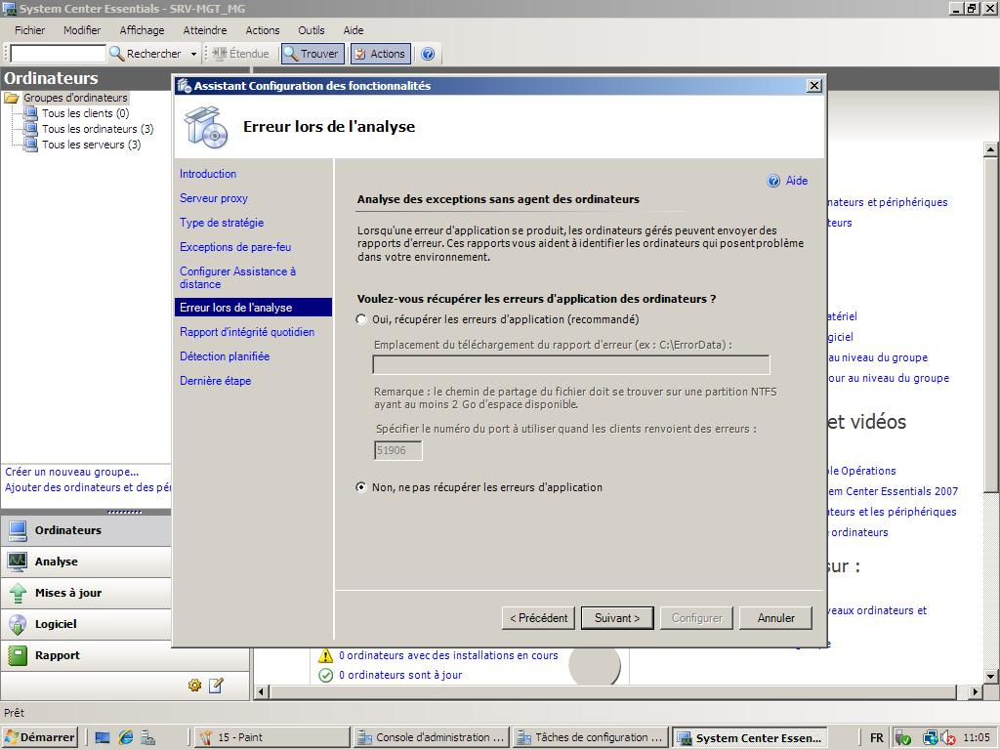 System Center Essentials - SRV-MGT_MG
Fichier Modifier Affichage Atteindre Actions Outils Aide
Rechercher Étendue Trouver Actions
Ordinateurs
Groupes d'ordinateurs
Tous les clients (0)
Tous les ordinateurs (3)
Tous les serveurs (3)
Créer un nouveau groupe...
Ajouter des ordinateurs et des pé
Ordinateurs
Analyse
Mises à jour
Logiciel
Rapport
Assistant Configuration des fonctionnalités
Erreur lors de l'analyse
Introduction
Serveur proxy
Type de stratégie
Exceptions de pare-feu
Configurer Assistance à
distance
Erreur lors de l'analyse
Rapport d'intégrité quotidien
Détection planifiée
Dernière étape
Aide
Analyse des exceptions sans agent des ordinateurs
Lorsqu'une erreur d'application se produit, les ordinateurs gérés peuvent envoyer des
rapports d'erreur. Ces rapports vous aident à identifier les ordinateurs qui posent problème
dans votre environnement.
Voulez-vous récupérer les erreurs d'application des ordinateurs ?
Oui, récupérer les erreurs d'application (recommandé)
Emplacement du téléchargement du rapport d'erreur (ex : C:\ErrorData) :
Remarque : le chemin de partage du fichier doit se trouver sur une partition NTFS
ayant au moins 2 Go d'espace disponible.
Spécifier le numéro du port à utiliser quand les clients renvoient des erreurs :
51906
Non, ne pas récupérer les erreurs d'application
< Précédent Suivant > Configurer Annuler
nateurs et périphériques
teurs
atériel
giciel
au niveau du groupe
our au niveau du groupe
et vidéos
le Opérations
em Center Essentials 2007
ateurs et les périphériques
ordinateurs
sur :
veaux ordinateurs et
0 ordinateurs avec des installations en cours
0 ordinateurs sont à jour
Prêt
Démarrer 15 - Paint Console d'administration ... Tâches de configuration ... System Center Essen... FR 11:05